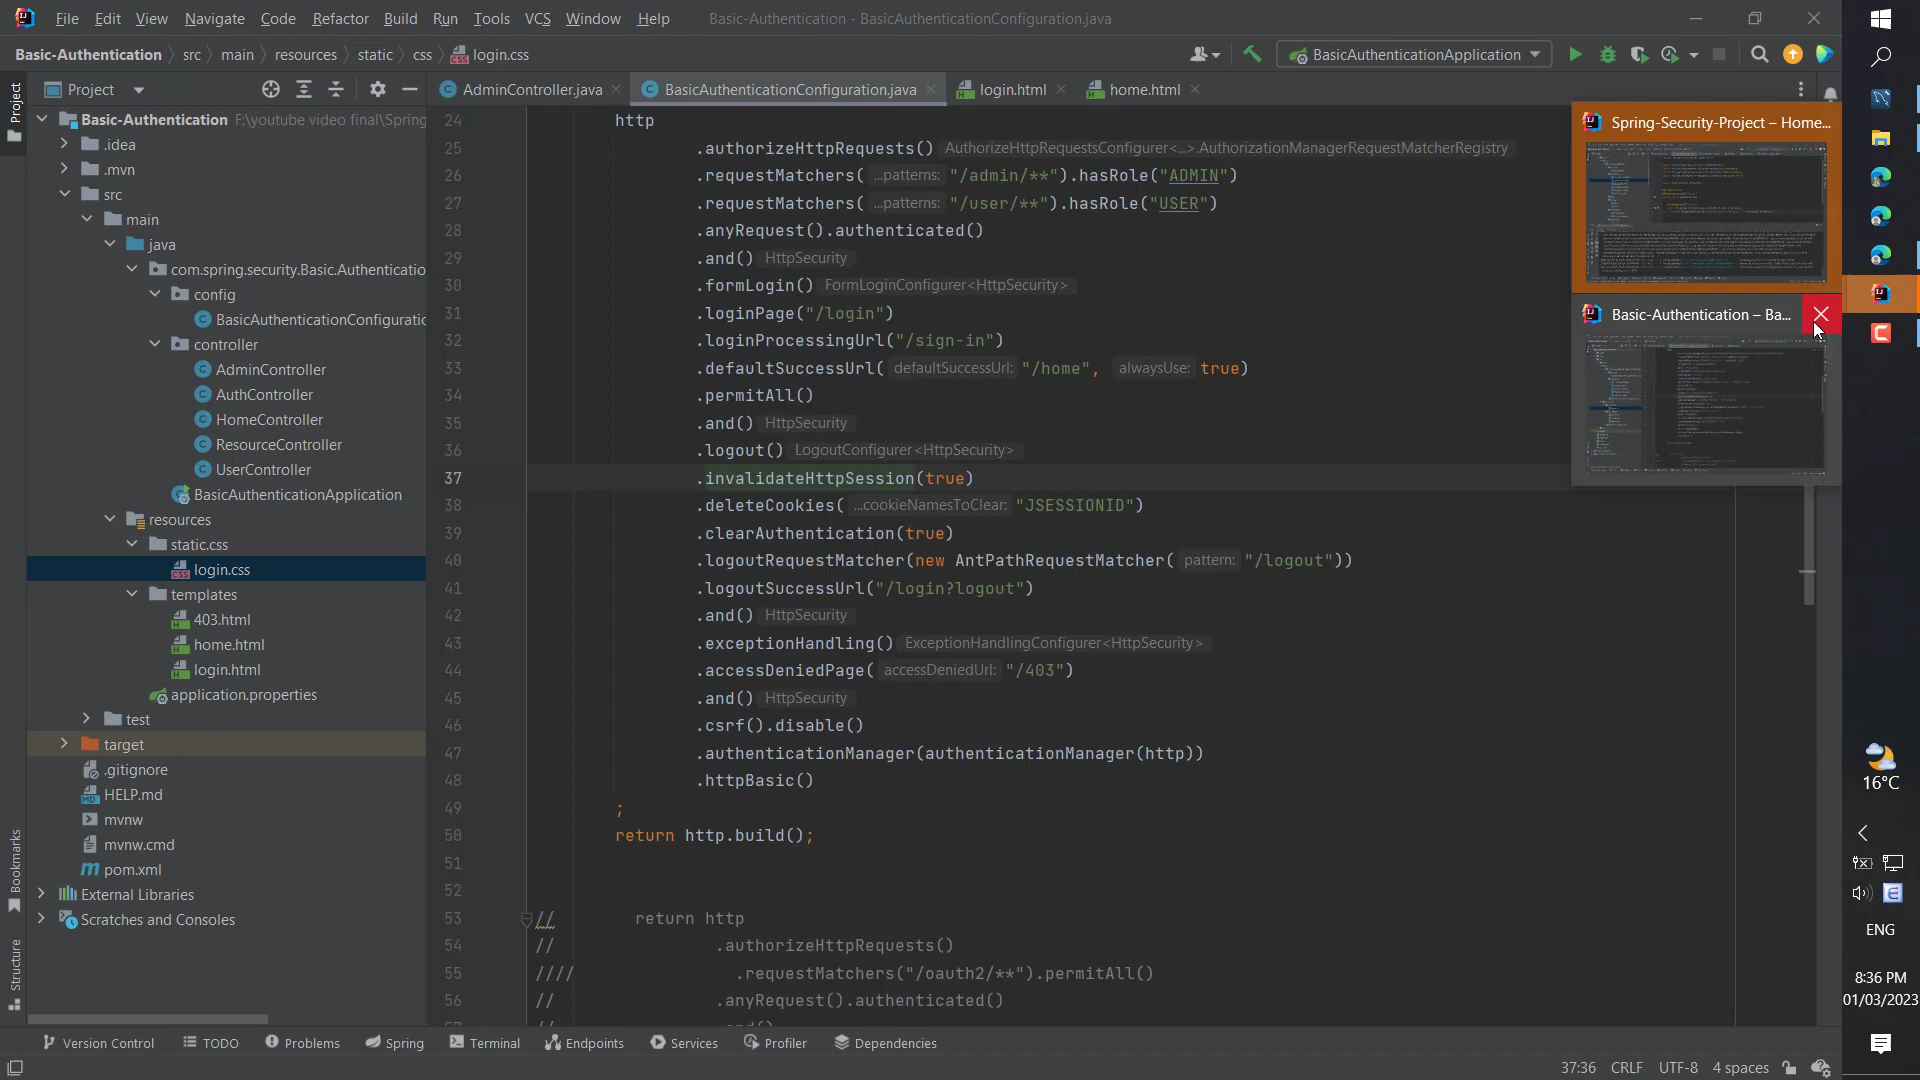 File Edit View Navigate Code Refactor Build Run Tools VCS Window Help Basic-Authentication - BasicAuthenticationConfiguration.java
Basic-Authentication src main resources static css login.css BasicAuthenticationApplication
Project
Project
AdminController.java BasicAuthenticationConfiguration.java login.html home.html
Basic-Authentication F:\youtube video final\Spring
.idea
.mvn
src
main
java
com.spring.security.Basic.Authenticatio
config
BasicAuthenticationConfiguratio
controller
AdminController
AuthController
HomeController
ResourceController
UserController
BasicAuthenticationApplication
resources
static.css
login.css
templates
403.html
home.html
login.html
application.properties
test
target
.gitignore
HELP.md
mvnw
mvnw.cmd
pom.xml
External Libraries
Scratches and Consoles
Bookmarks
Structure
24 http
25 .authorizeHttpRequests() AuthorizeHttpRequestsConfigurer<...>.AuthorizationManagerRequestMatcherRegistry
26 .requestMatchers( ...patterns: "/admin/**").hasRole("ADMIN")
27 .requestMatchers( ...patterns: "/user/**").hasRole("USER")
28 .anyRequest().authenticated()
29 .and() HttpSecurity
30 .formLogin() FormLoginConfigurer<HttpSecurity>
31 .loginPage("/login")
32 .loginProcessingUrl("/sign-in")
33 .defaultSuccessUrl( defaultSuccessUrl: "/home", alwaysUse: true)
34 .permitAll()
35 .and() HttpSecurity
36 .logout() LogoutConfigurer<HttpSecurity>
37 .invalidateHttpSession(true)
38 .deleteCookies( ...cookieNamesToClear: "JSESSIONID")
39 .clearAuthentication(true)
40 .logoutRequestMatcher(new AntPathRequestMatcher( pattern: "/logout"))
41 .logoutSuccessUrl("/login?logout")
42 .and() HttpSecurity
43 .exceptionHandling() ExceptionHandlingConfigurer<HttpSecurity>
44 .accessDeniedPage( accessDeniedUrl: "/403")
45 .and() HttpSecurity
46 .csrf().disable()
47 .authenticationManager(authenticationManager(http))
48 .httpBasic()
49 ;
50 return http.build();
51
52
53 // return http
54 // .authorizeHttpRequests()
55 //// .requestMatchers("/oauth2/**").permitAll()
56 // .anyRequest().authenticated()
Spring-Security-Project – Home...
Basic-Authentication – Ba...
16°C
ENG
8:36 PM
01/03/2023
Version Control TODO Problems Spring Terminal Endpoints Services Profiler Dependencies
37:36 CRLF UTF-8 4 spaces